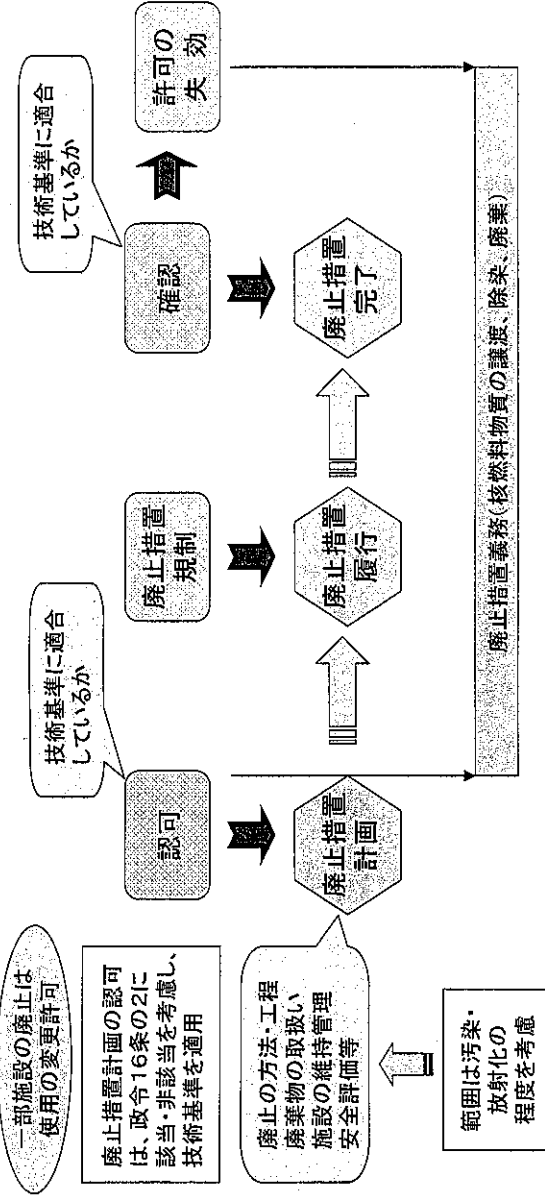 一部施設の廃止は
使用の変更許可
廃止措置計画の認可
は、政令16条の2に
該当・非該当を考慮し、
技術基準を適用
廃止の方法・工程
廃棄物の取扱い
施設の維持管理
安全評価等
範囲は汚染・
放射化の
程度を考慮
技術基準に適合
しているか
認可
廃止措置
計画
廃止措置
規制
廃止措置
履行
技術基準に適合
しているか
確認
廃止措置
完了
許可の
失効
廃止措置義務(核燃料物質の譲渡、除染、廃棄)